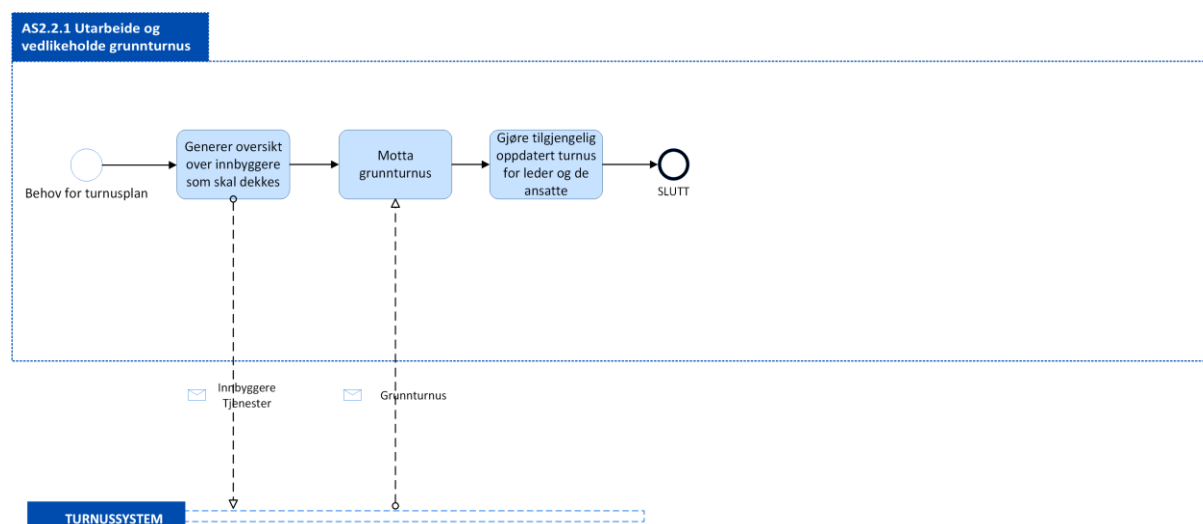 AS2.2.1 Utarbeide og
vedlikeholde grunnturnus
Behov for turnusplan
Generer oversikt
over innbyggere
som skal dekkes
Motta
grunnturnus
Gjøre tilgjengelig
oppdatert turnus
for leder og de
ansatte
SLUTT
Innbyggere
Tjenester
Grunnturnus
TURNUSSYSTEM